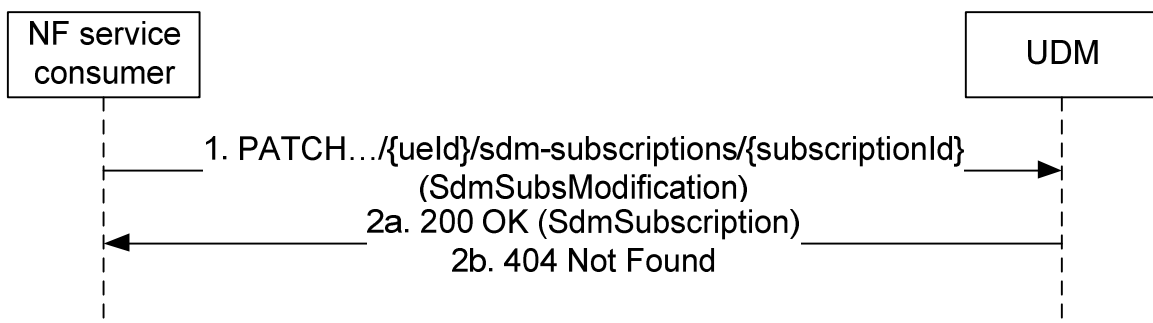 NF service
consumer
UDM
1. PATCH…/{ueId}/sdm-subscriptions/{subscriptionId}
(SdmSubsModification)
2a. 200 OK (SdmSubscription)
2b. 404 Not Found